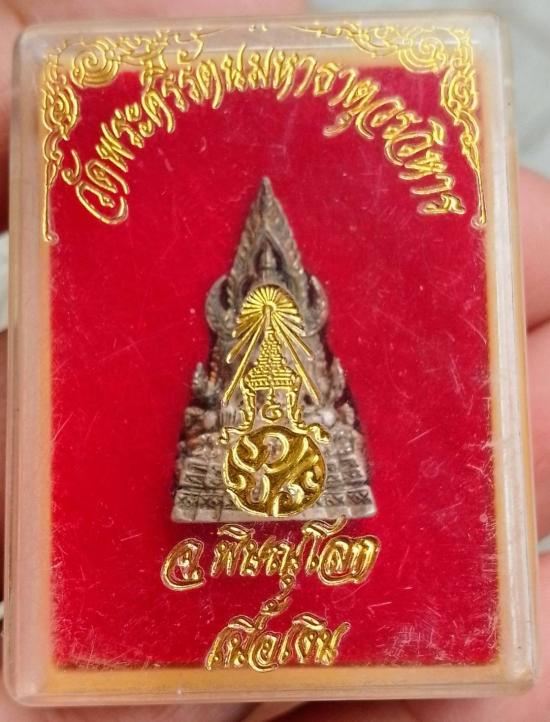 วัดพระศรีรัตนมหาธาตุวรวิหาร
จ.พิษณุโลก
เนื้อเงิน